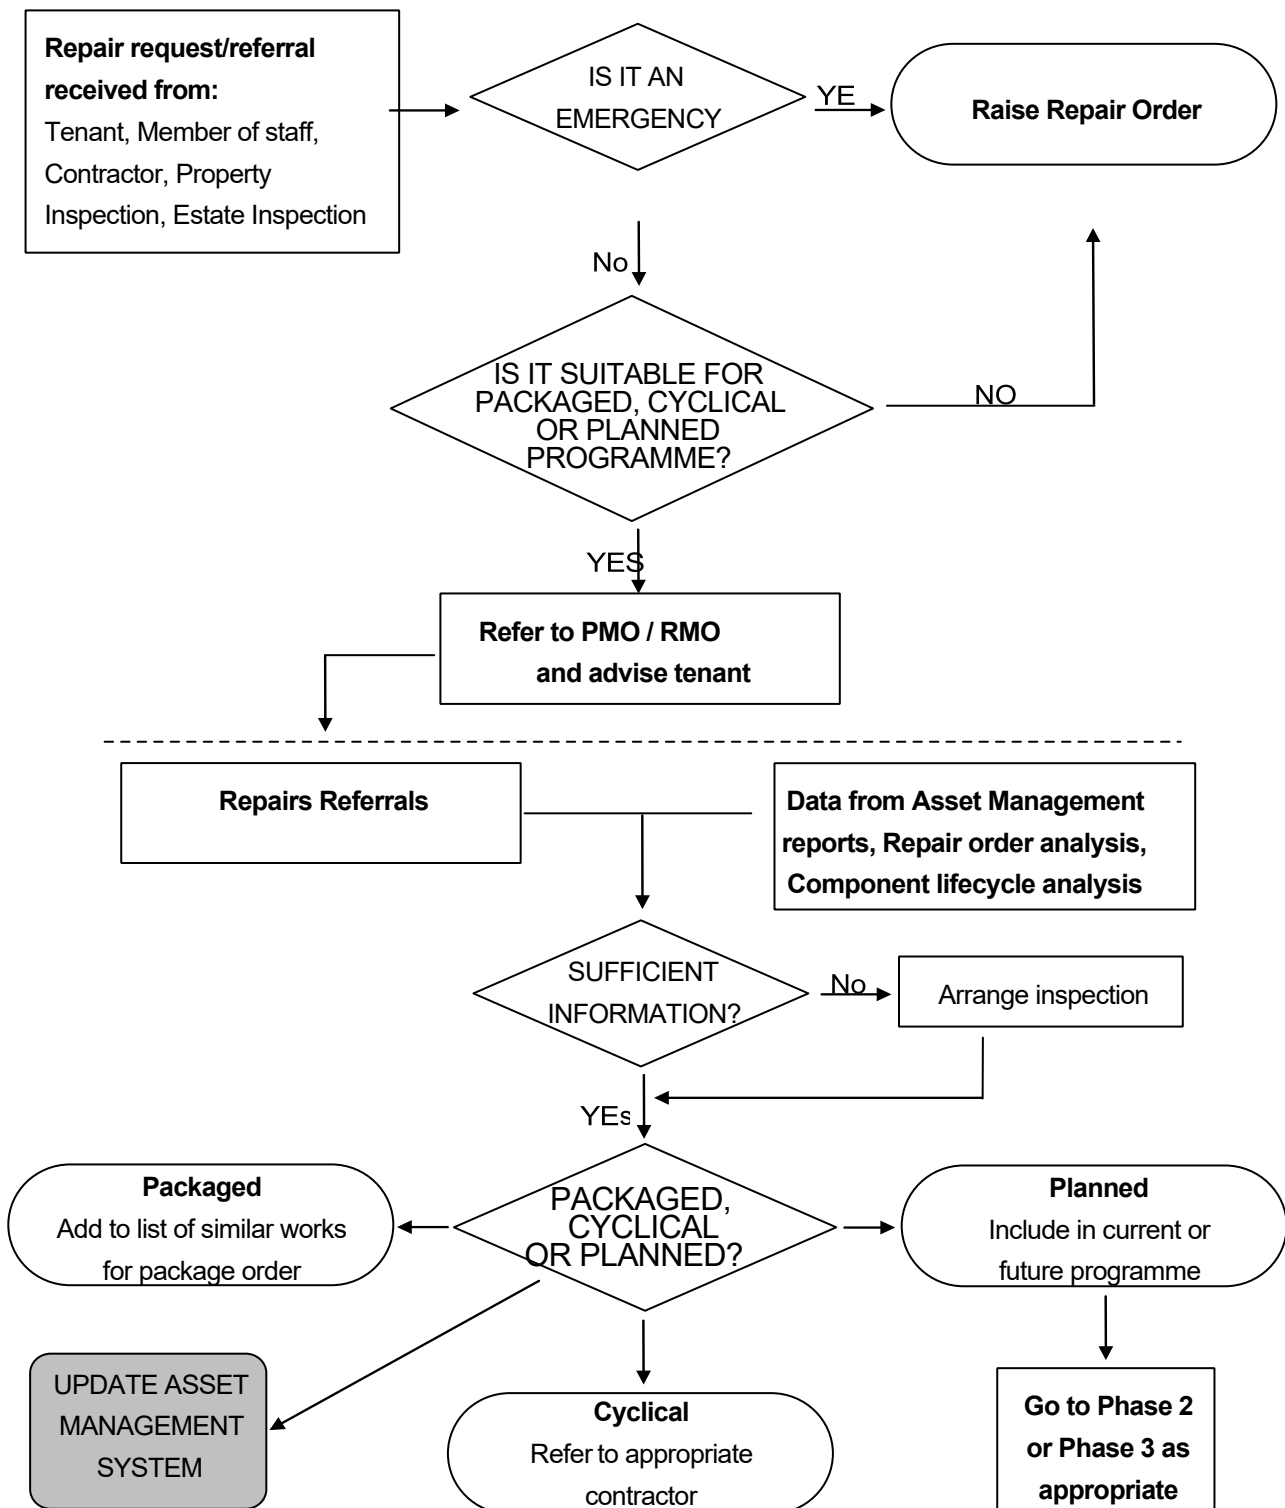 Repair request/referral
received from:
Tenant, Member of staff,
Contractor, Property
Inspection, Estate Inspection
IS IT AN
EMERGENCY
YE
Raise Repair Order
No
IS IT SUITABLE FOR
PACKAGED, CYCLICAL
OR PLANNED
PROGRAMME?
NO
YES
Refer to PMO / RMO
and advise tenant
Repairs Referrals
Data from Asset Management
reports, Repair order analysis,
Component lifecycle analysis
SUFFICIENT
INFORMATION?
No
Arrange inspection
YEs
PACKAGED,
CYCLICAL
OR PLANNED?
Packaged
Add to list of similar works
for package order
Planned
Include in current or
future programme
UPDATE ASSET
MANAGEMENT
SYSTEM
Cyclical
Refer to appropriate
contractor
Go to Phase 2
or Phase 3 as
appropriate